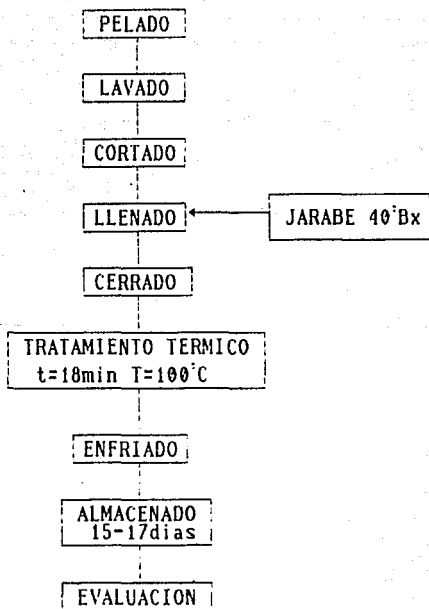 PELADO
LAVADO
CORTADO
LLENADO
JARABE 40°Bx
CERRADO
TRATAMIENTO TERMICO
t=18min T=100°C
ENFRIADO
ALMACENADO
15-17dias
EVALUACION